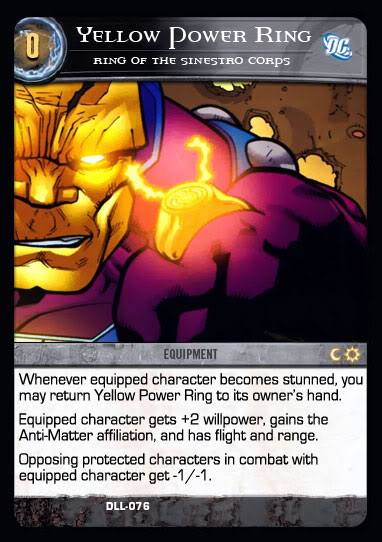 0
Yellow Power Ring
Ring of the Sinestro Corps
DC
EQUIPMENT
Whenever equipped character becomes stunned, you
may return Yellow Power Ring to its owner's hand.
Equipped character gets +2 willpower, gains the
Anti-Matter affiliation, and has flight and range.
Opposing protected characters in combat with
equipped character get -1/-1.
DLL-076